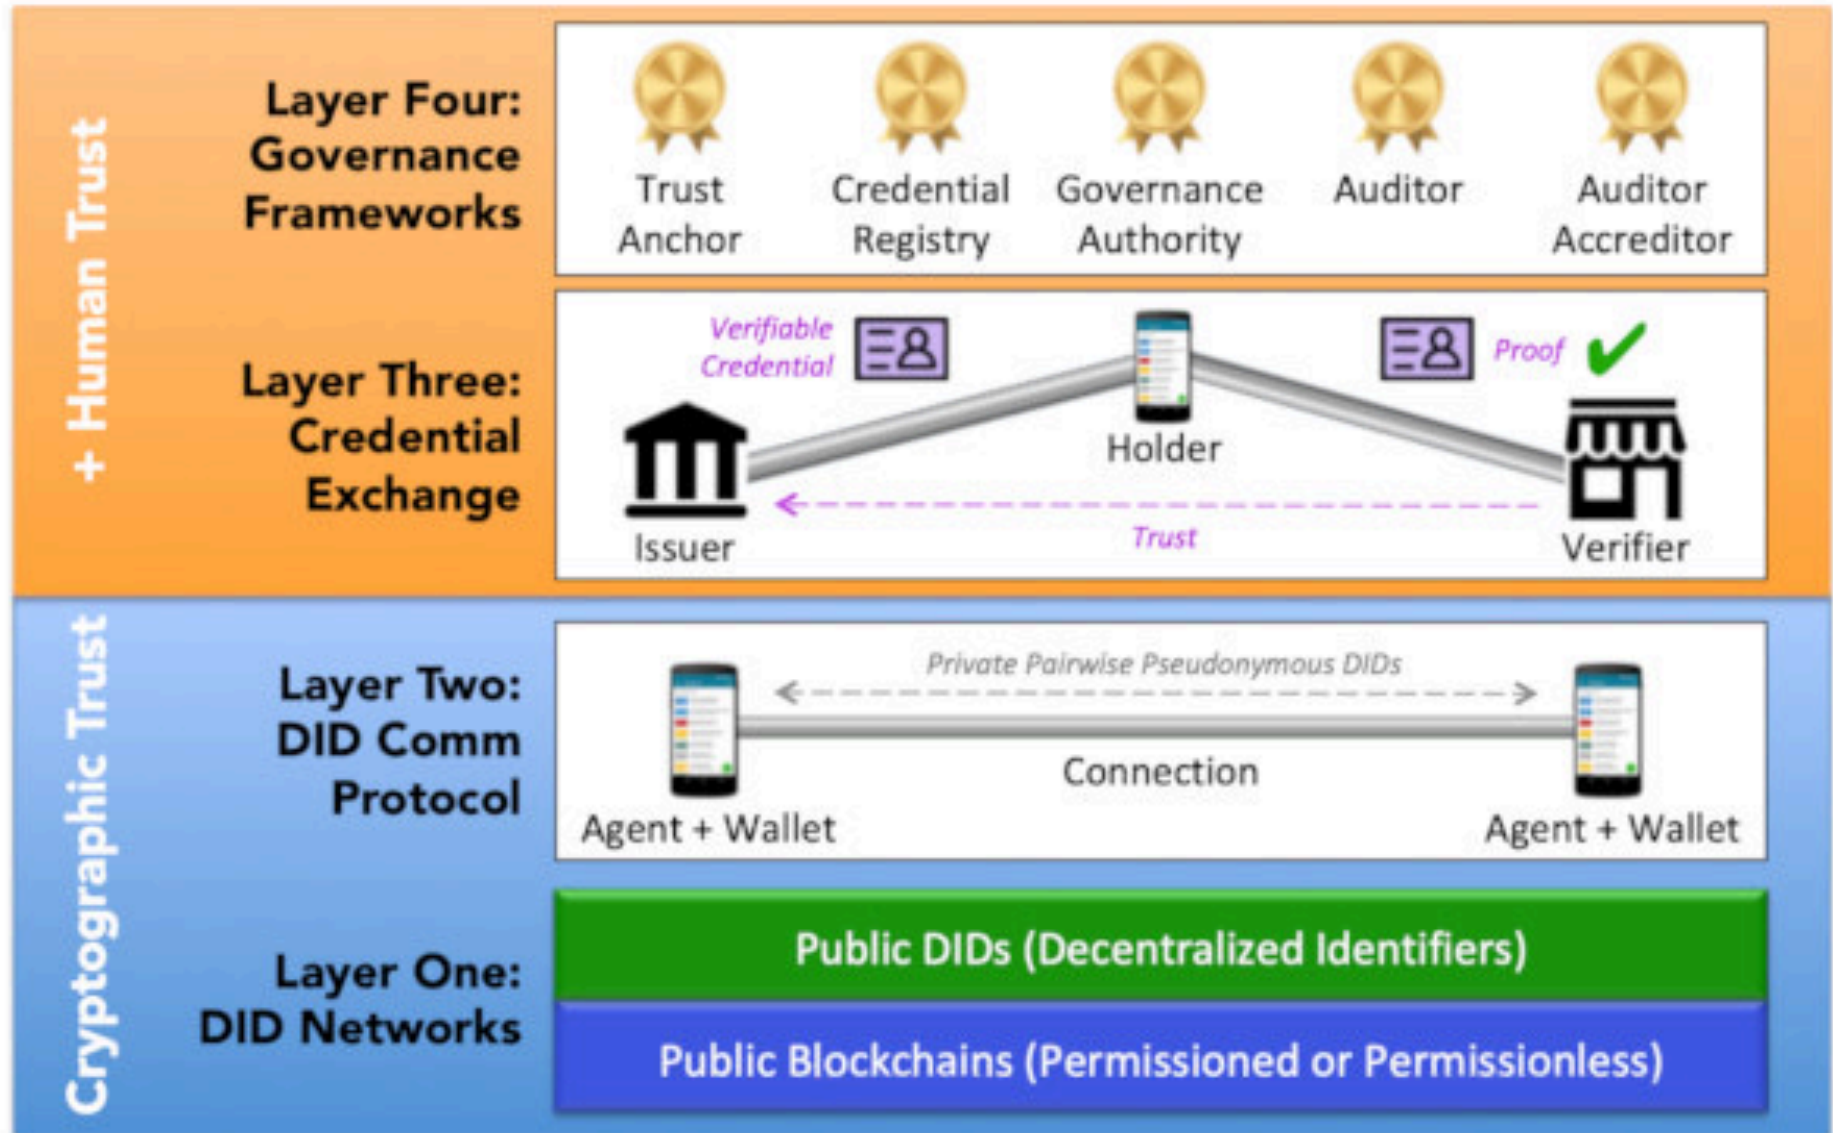 + Human Trust
Layer Four:
Governance
Frameworks
Trust
Anchor
Credential
Registry
Governance
Authority
Auditor
Auditor
Accreditor
Layer Three:
Credential
Exchange
Verifiable
Credential
Proof
Holder
Issuer
Trust
Verifier
Cryptographic Trust
Layer Two:
DID Comm
Protocol
Private Pairwise Pseudonymous DIDs
Connection
Agent + Wallet
Agent + Wallet
Layer One:
DID Networks
Public DIDs (Decentralized Identifiers)
Public Blockchains (Permissioned or Permissionless)